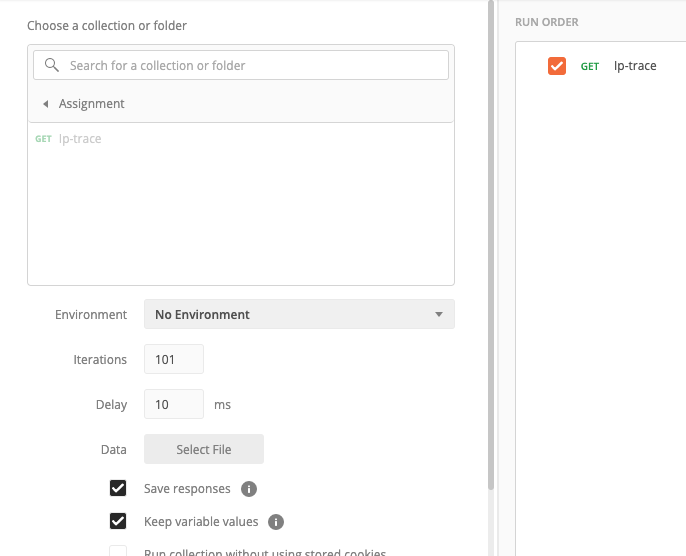 Choose a collection or folder
Search for a collection or folder
Assignment
GET lp-trace
Environment No Environment
Iterations 101
Delay 10 ms
Data Select File
Save responses i
Keep variable values i
Run collection without using stored cookies
RUN ORDER
GET lp-trace